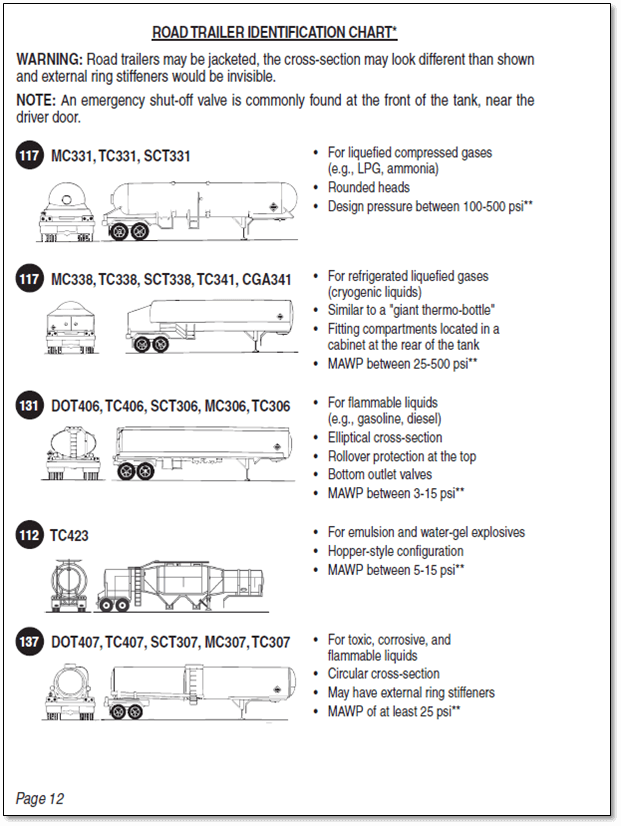 ROAD TRAILER IDENTIFICATION CHART*
WARNING: Road trailers may be jacketed, the cross-section may look different than shown
and external ring stiffeners would be invisible.
NOTE: An emergency shut-off valve is commonly found at the front of the tank, near the
driver door.
117 MC331, TC331, SCT331
• For liquefied compressed gases
(e.g., LPG, ammonia)
• Rounded heads
• Design pressure between 100-500 psi**
117 MC338, TC338, SCT338, TC341, CGA341
• For refrigerated liquefied gases
(cryogenic liquids)
• Similar to a "giant thermo-bottle"
• Fitting compartments located in a
cabinet at the rear of the tank
• MAWP between 25-500 psi**
131 DOT406, TC406, SCT306, MC306, TC306
• For flammable liquids
(e.g., gasoline, diesel)
• Elliptical cross-section
• Rollover protection at the top
• Bottom outlet valves
• MAWP between 3-15 psi**
112 TC423
• For emulsion and water-gel explosives
• Hopper-style configuration
• MAWP between 5-15 psi**
137 DOT407, TC407, SCT307, MC307, TC307
• For toxic, corrosive, and
flammable liquids
• Circular cross-section
• May have external ring stiffeners
• MAWP of at least 25 psi**
Page 12